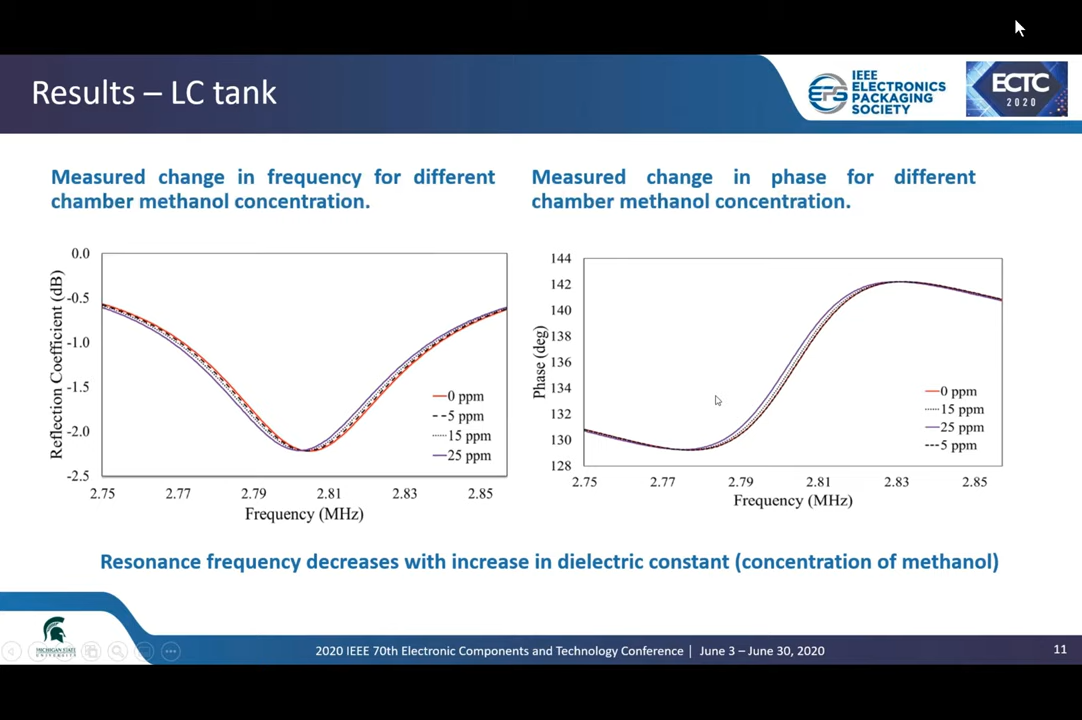 Results – LC tank
IEEE
ELECTRONICS
PACKAGING
SOCIETY
EPS
ECTC
2020
Measured change in frequency for different
chamber methanol concentration.
Measured change in phase for different
chamber methanol concentration.
Reflection Coefficient (dB)
0.0
-0.5
-1.0
-1.5
-2.0
-2.5
0 ppm
5 ppm
15 ppm
25 ppm
2.75 2.77 2.79 2.81 2.83 2.85
Frequency (MHz)
Phase (deg)
144
142
140
138
136
134
132
130
128
0 ppm
15 ppm
25 ppm
5 ppm
2.75 2.77 2.79 2.81 2.83 2.85
Frequency (MHz)
Resonance frequency decreases with increase in dielectric constant (concentration of methanol)
MICHIGAN STATE
UNIVERSITY
2020 IEEE 70th Electronic Components and Technology Conference | June 3 – June 30, 2020
11